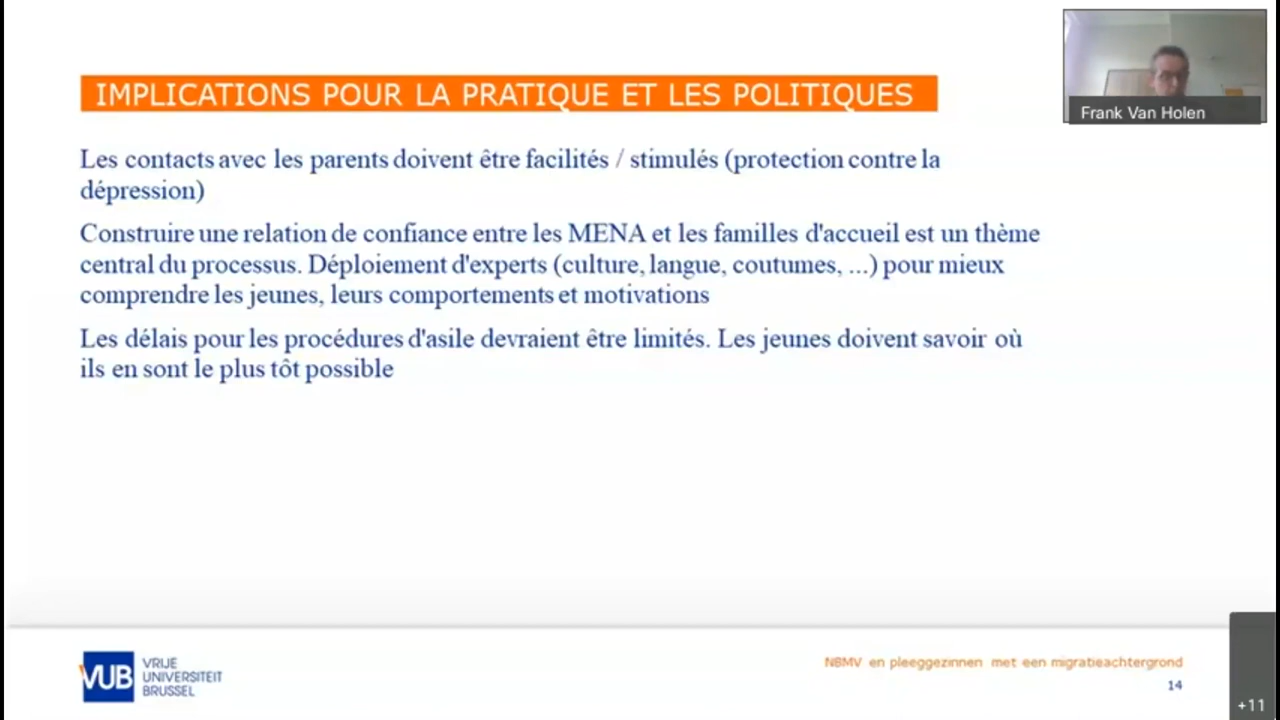 IMPLICATIONS POUR LA PRATIQUE ET LES POLITIQUES
Frank Van Holen
Les contacts avec les parents doivent être facilités / stimulés (protection contre la
dépression)
Construire une relation de confiance entre les MENA et les familles d'accueil est un thème
central du processus. Déploiement d'experts (culture, langue, coutumes, ...) pour mieux
comprendre les jeunes, leurs comportements et motivations
Les délais pour les procédures d'asile devraient être limités. Les jeunes doivent savoir où
ils en sont le plus tôt possible
VUB
VRIJE
UNIVERSITEIT
BRUSSEL
NBMV en pleeggezinnen met een migratieachtergrond
14
+11